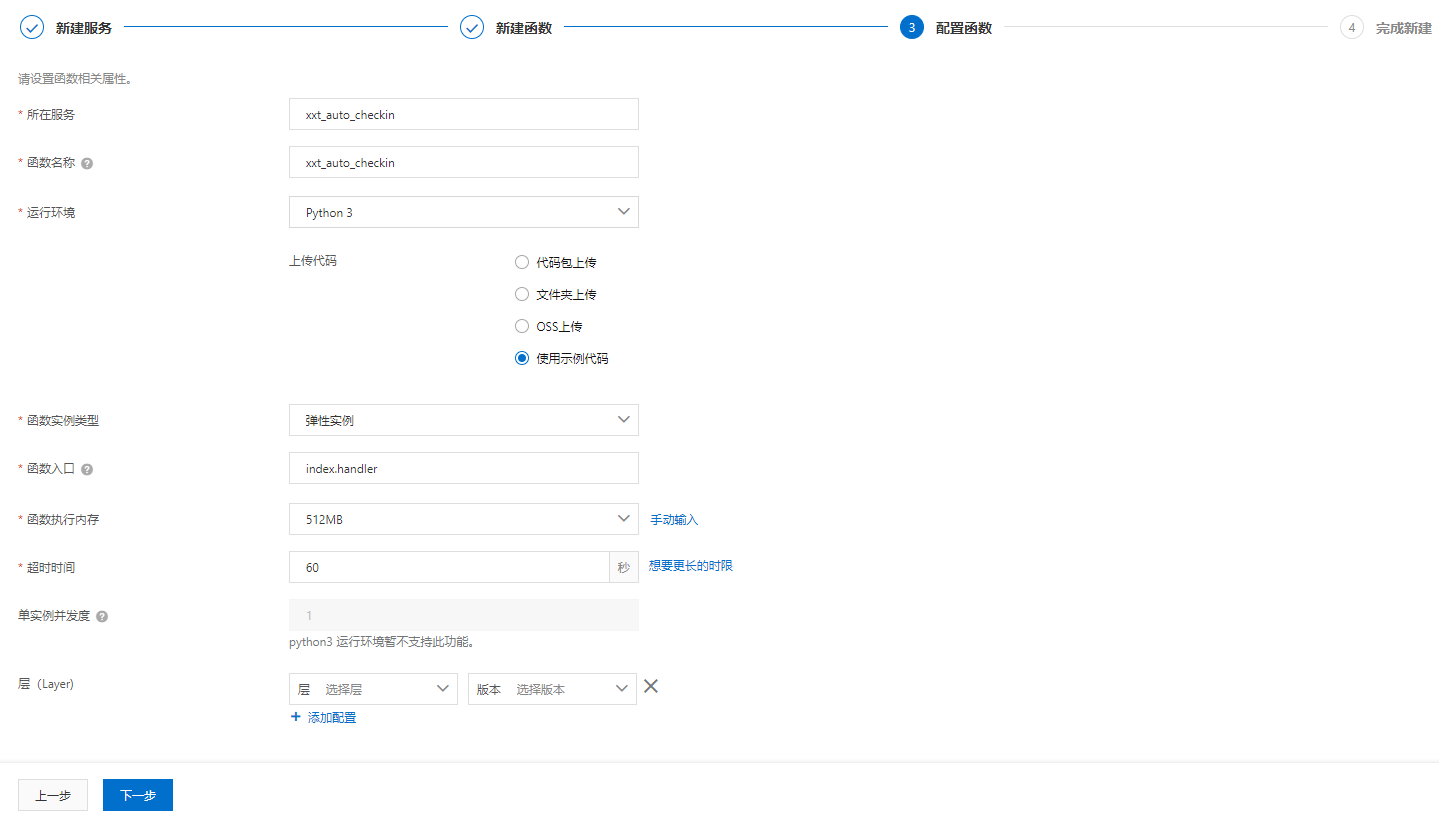 新建服务 新建函数 3 配置函数 4 完成新建
请设置函数相关属性。
* 所在服务 xxt_auto_checkin
* 函数名称 ? xxt_auto_checkin
* 运行环境 Python 3
上传代码 代码包上传
文件夹上传
OSS上传
使用示例代码
* 函数实例类型 弹性实例
* 函数入口 ? index.handler
* 函数执行内存 512MB 手动输入
* 超时时间 60 秒 想要更长的时限
单实例并发度 ? 1
python3 运行环境暂不支持此功能。
层（Layer) 层 选择层 版本 选择版本
+ 添加配置
上一步 下一步